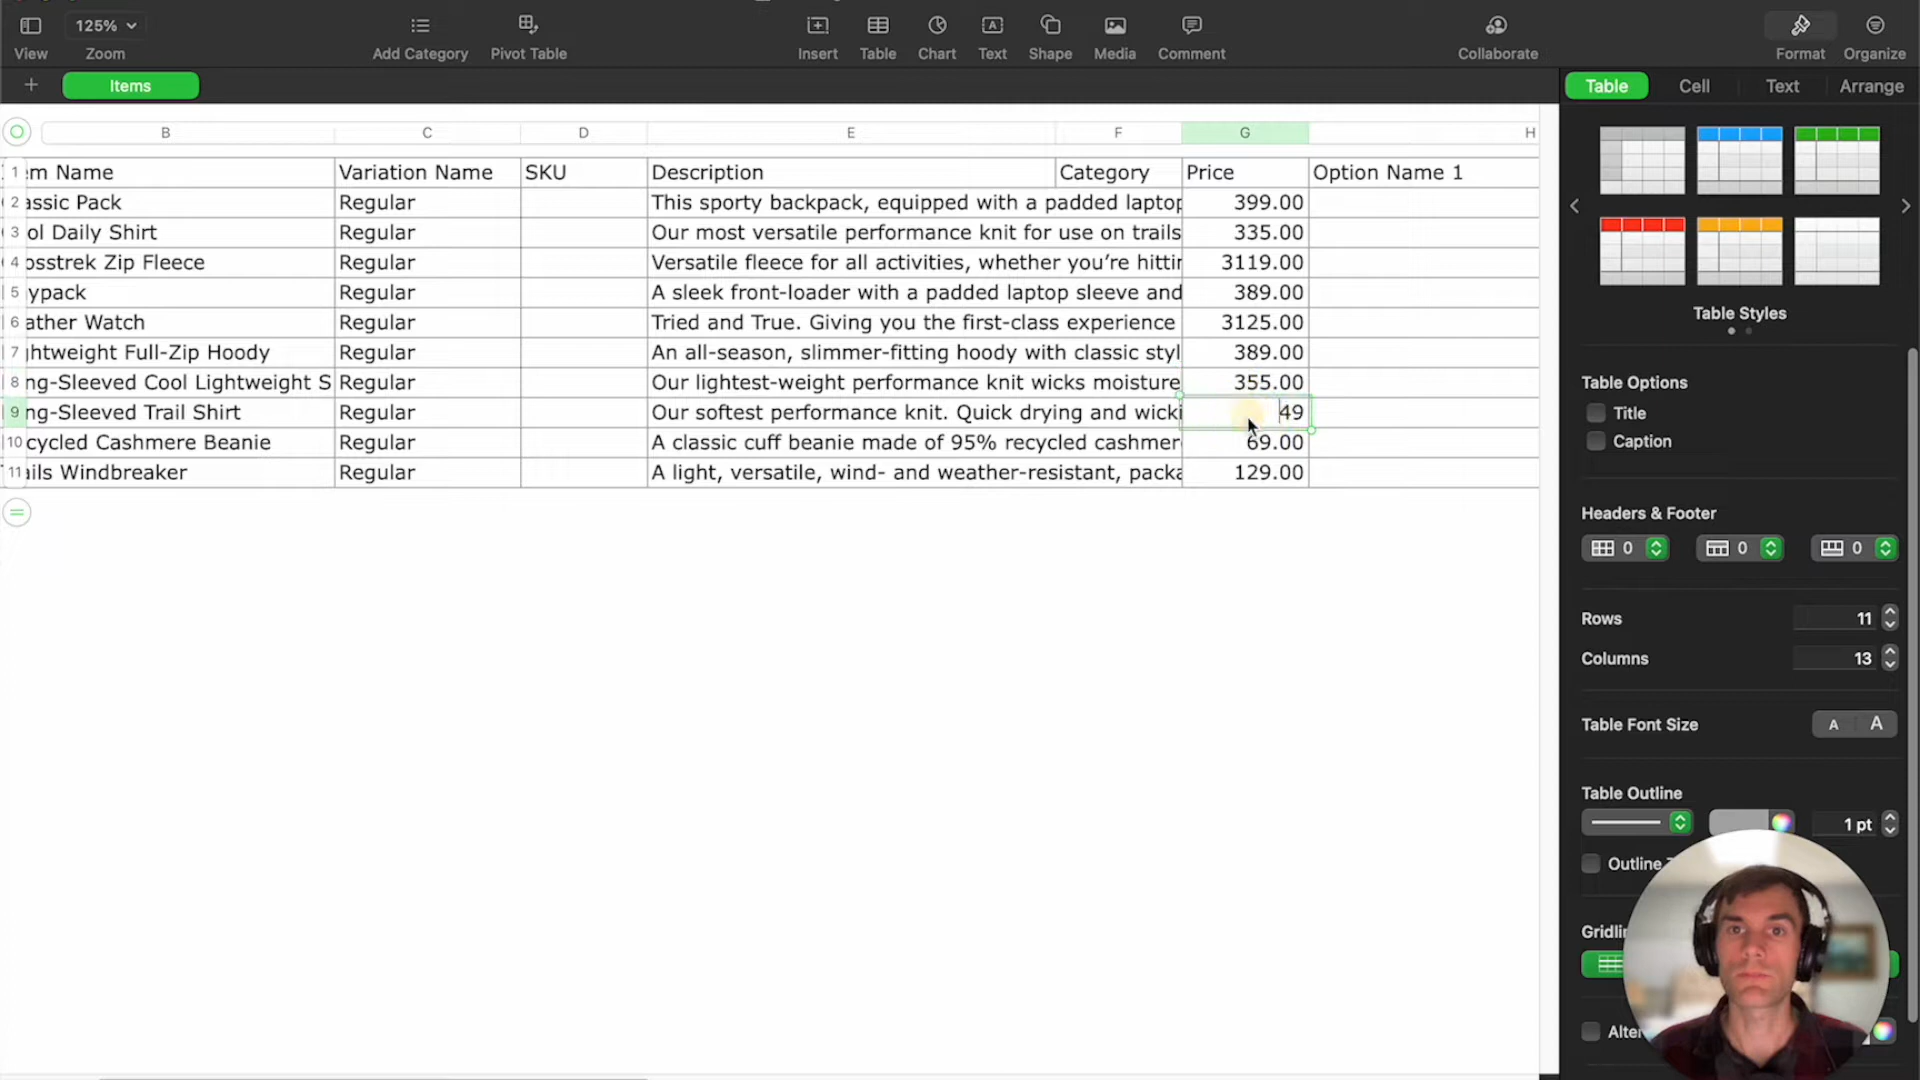 125%
View
Zoom
Add Category
Pivot Table
Insert
Table
Chart
Text
Shape
Media
Comment
Collaborate
Format
Organize
Items
Table
Cell
Text
Arrange
B C D E F G H
1 em Name Variation Name SKU Description Category Price Option Name 1
2 assic Pack Regular This sporty backpack, equipped with a padded laptop 399.00
3 ol Daily Shirt Regular Our most versatile performance knit for use on trails 335.00
4 osstrek Zip Fleece Regular Versatile fleece for all activities, whether you're hittin 3119.00
5 ypack Regular A sleek front-loader with a padded laptop sleeve and 389.00
6 ather Watch Regular Tried and True. Giving you the first-class experience 3125.00
7 ghtweight Full-Zip Hoody Regular An all-season, slimmer-fitting hoody with classic styl 389.00
8 ng-Sleeved Cool Lightweight S Regular Our lightest-weight performance knit wicks moisture 355.00
9 ng-Sleeved Trail Shirt Regular Our softest performance knit. Quick drying and wicki 49
10 cycled Cashmere Beanie Regular A classic cuff beanie made of 95% recycled cashmer 69.00
11 ails Windbreaker Regular A light, versatile, wind- and weather-resistant, packa 129.00
Table Styles
Table Options
Title
Caption
Headers & Footer
0 0 0
Rows 11
Columns 13
Table Font Size A A
Table Outline
1 pt
Outline
Gridlin
Alter